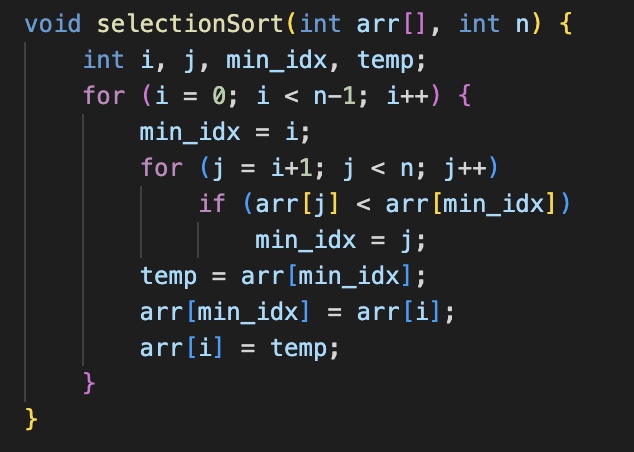 void selectionSort(int arr[], int n) {
    int i, j, min_idx, temp;
    for (i = 0; i < n-1; i++) {
        min_idx = i;
        for (j = i+1; j < n; j++)
            if (arr[j] < arr[min_idx])
                min_idx = j;
        temp = arr[min_idx];
        arr[min_idx] = arr[i];
        arr[i] = temp;
    }
}